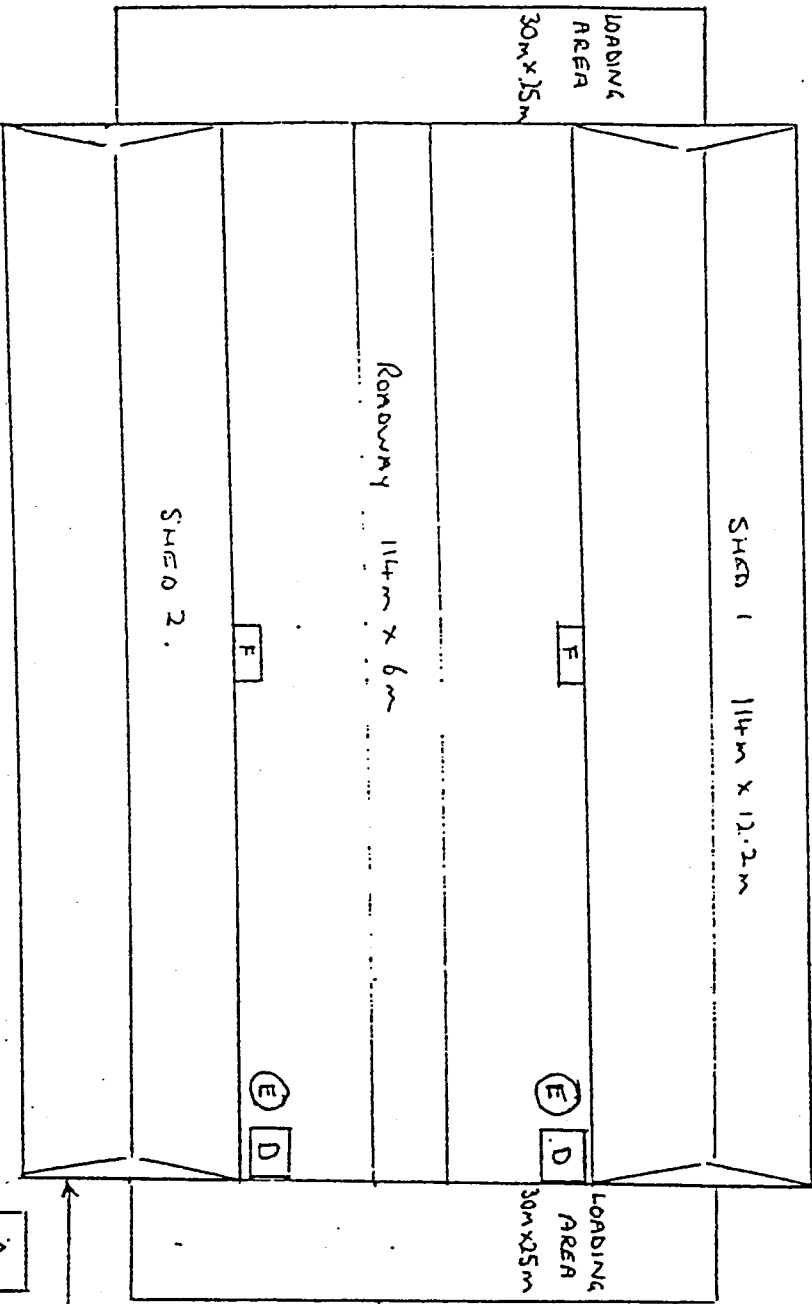 LOADING
AREA
30m x 25m
SHED 1 114m x 12.2m
F
E
D
LOADING
AREA
30m x 25m
ROADWAY 114m x 6m
SHED 2.
F
E
D